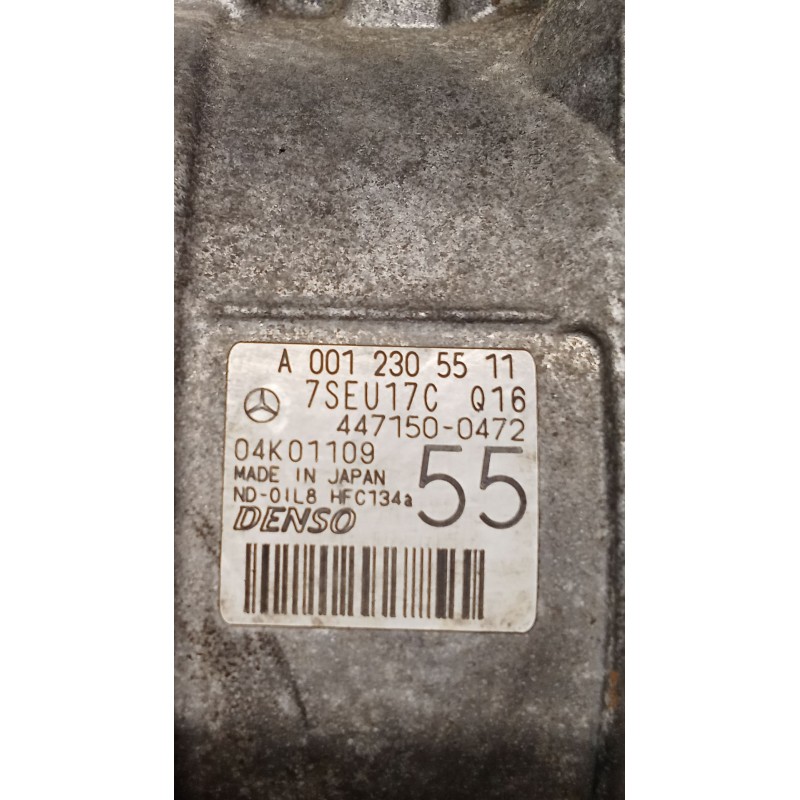 A 001 230 55 11
7SEU17C Q16
447150-0472
04K01109
MADE IN JAPAN
55
ND-OIL8 HFC134a
DENSO